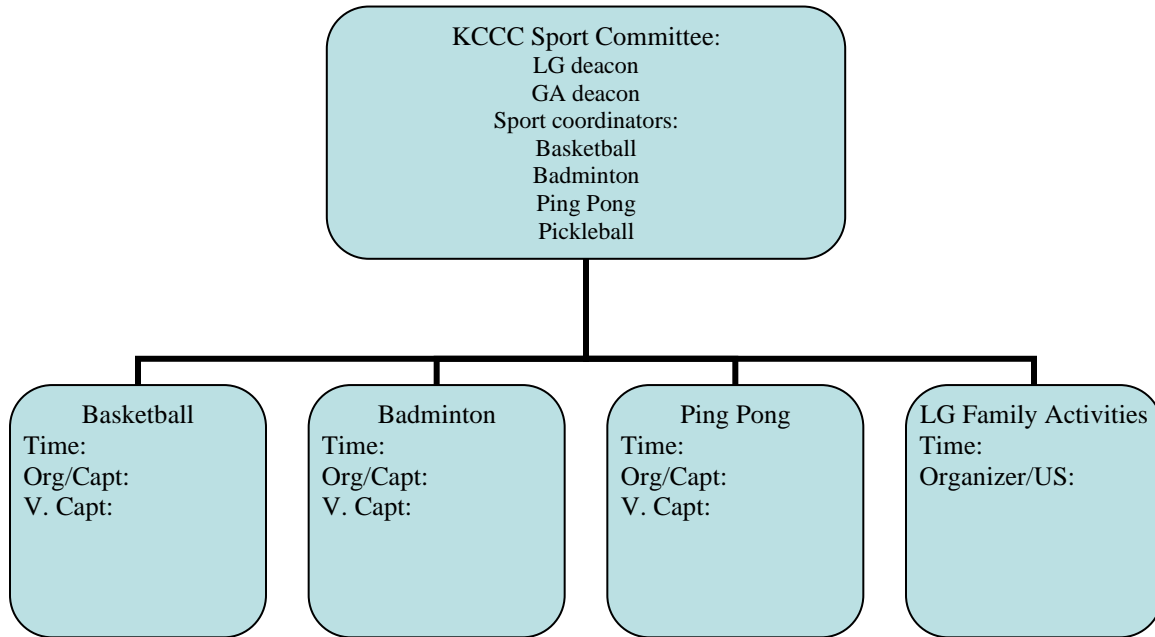 KCCC Sport Committee:
LG deacon
GA deacon
Sport coordinators:
Basketball
Badminton
Ping Pong
Pickleball
Basketball
Time:
Org/Capt:
V. Capt:
Badminton
Time:
Org/Capt:
V. Capt:
Ping Pong
Time:
Org/Capt:
V. Capt:
LG Family Activities
Time:
Organizer/US: